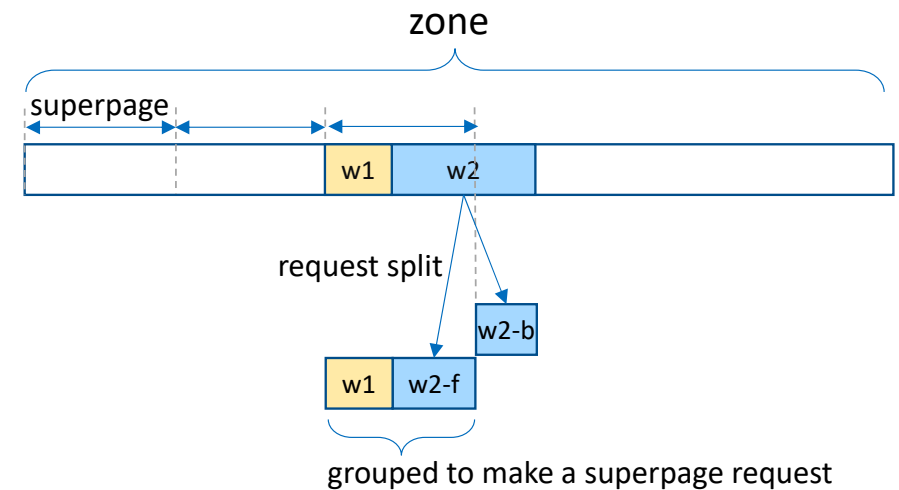 zone
superpage
w1
w2
request split
w2-b
w1
w2-f
grouped to make a superpage request